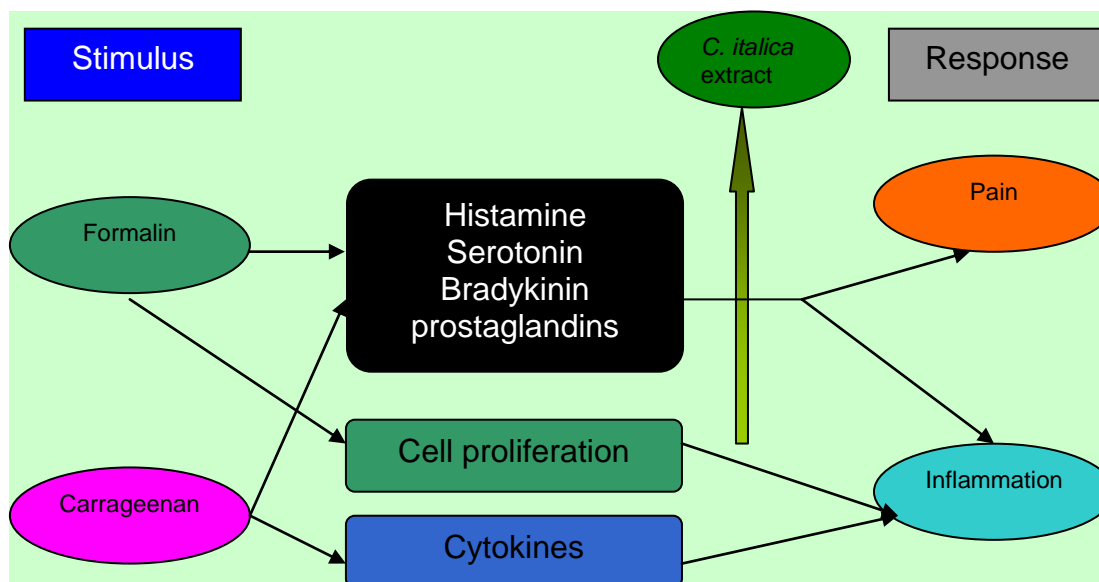 Stimulus
C. italica
extract
Response
Formalin
Histamine
Serotonin
Bradykinin
prostaglandins
Pain
Cell proliferation
Carrageenan
Cytokines
Inflammation